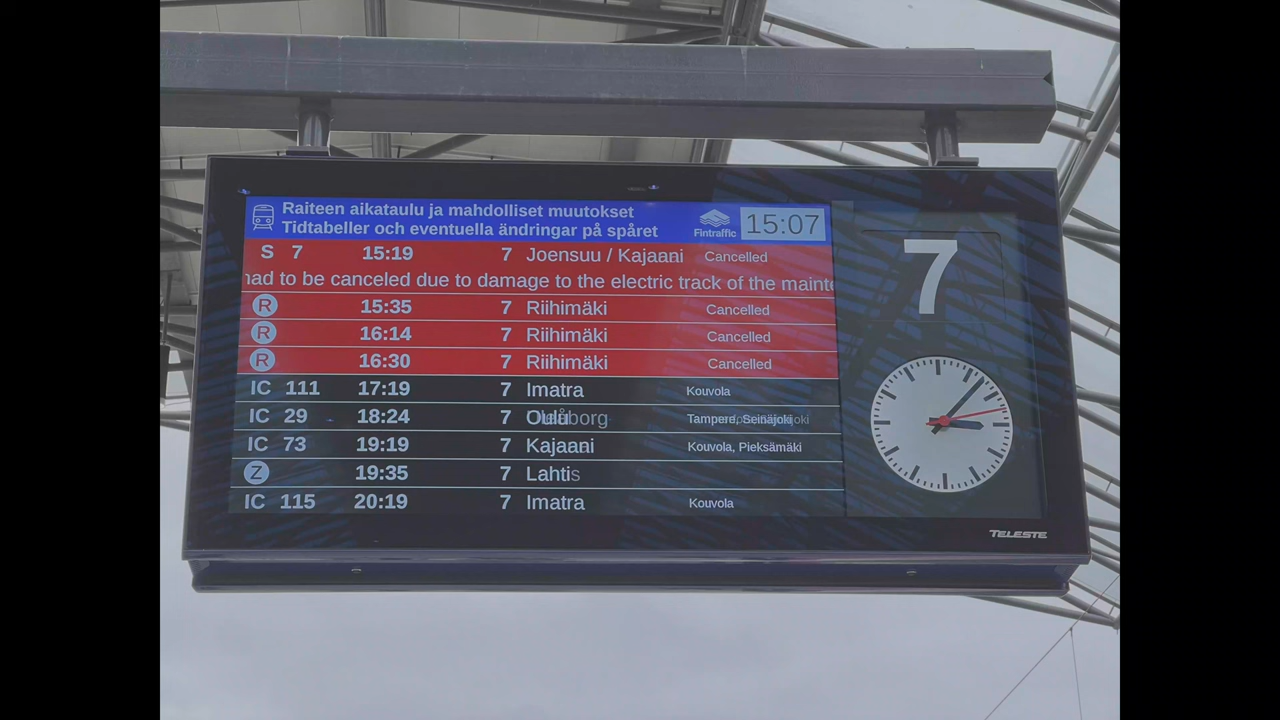 Raiteen aikataulu ja mahdolliset muutokset
Tidtabeller och eventuella ändringar på spåret
Fintraffic
15:07
7
S 7 15:19 7 Joensuu / Kajaani Cancelled
had to be canceled due to damage to the electric track of the
R 15:35 7 Riihimäki Cancelled
R 16:14 7 Riihimäki Cancelled
R 16:30 7 Riihimäki Cancelled
IC 111 17:19 7 Imatra Kouvola
IC 29 18:24 7 Tampere, Seinäjoki
IC 73 19:19 7 Kajaani Kouvola, Pieksämäki
Z 19:35 7 Lahtis
IC 115 20:19 7 Imatra Kouvola
TELESTE